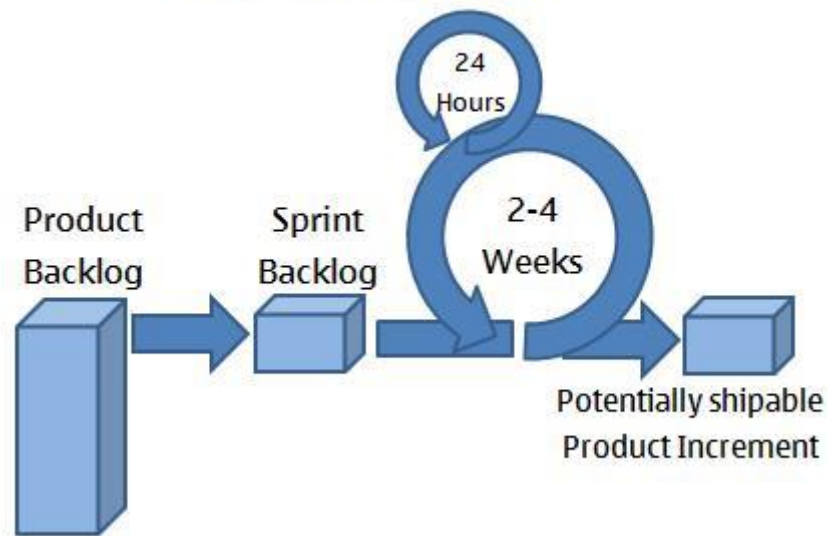 24
Hours
2-4
Weeks
Product
Backlog
Sprint
Backlog
Potentially shipable
Product Increment